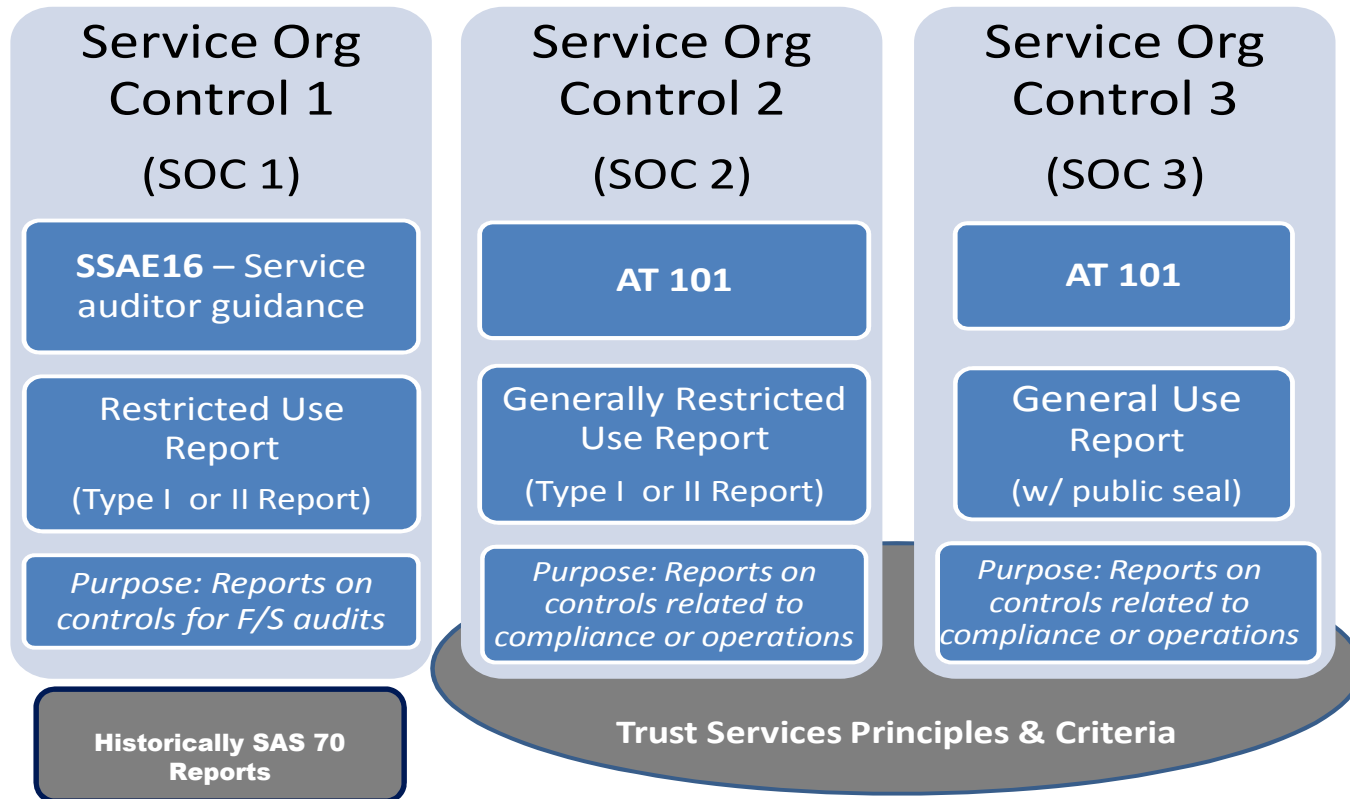 Service Org
Control 1
(SOC 1)
SSAE16 – Service
auditor guidance
Restricted Use
Report
(Type I or II Report)
Purpose: Reports on
controls for F/S audits
Historically SAS 70
Reports
Service Org
Control 2
(SOC 2)
AT 101
Generally Restricted
Use Report
(Type I or II Report)
Purpose: Reports on
controls related to
compliance or operations
Service Org
Control 3
(SOC 3)
AT 101
General Use
Report
(w/ public seal)
Purpose: Reports on
controls related to
compliance or operations
Trust Services Principles & Criteria